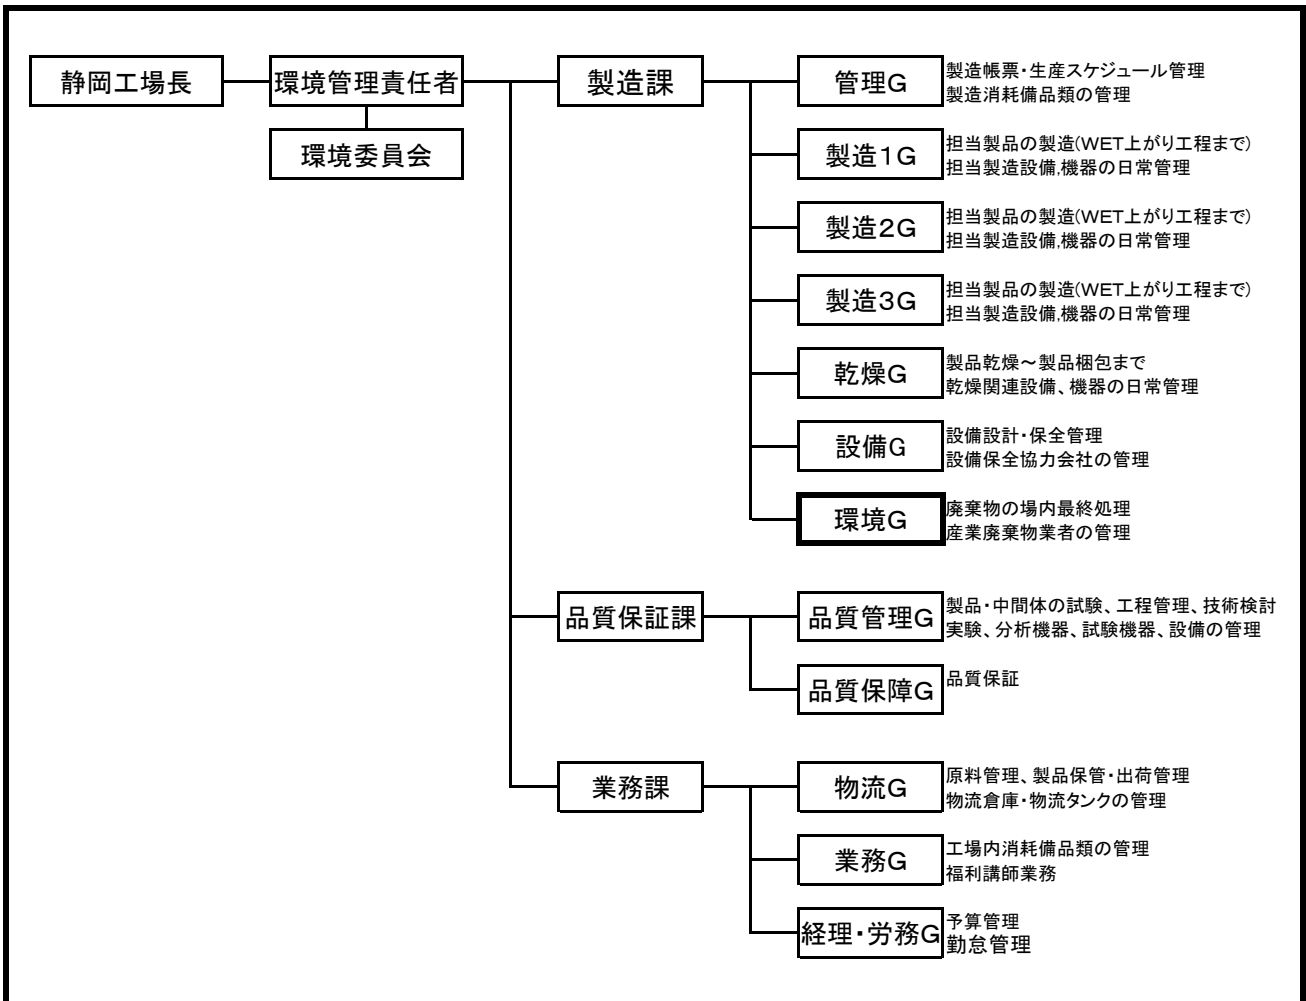 静岡工場長
環境管理責任者
環境委員会
製造課
管理G
製造帳票・生産スケジュール管理
製造消耗備品類の管理
製造1G
担当製品の製造(WET上がり工程まで)
担当製造設備,機器の日常管理
製造2G
担当製品の製造(WET上がり工程まで)
担当製造設備,機器の日常管理
製造3G
担当製品の製造(WET上がり工程まで)
担当製造設備,機器の日常管理
乾燥G
製品乾燥～製品梱包まで
乾燥関連設備、機器の日常管理
設備G
設備設計・保全管理
設備保全協力会社の管理
環境G
廃棄物の場内最終処理
産業廃棄物業者の管理
品質保証課
品質管理G
製品・中間体の試験、工程管理、技術検討
実験、分析機器、試験機器、設備の管理
品質保障G
品質保証
業務課
物流G
原料管理、製品保管・出荷管理
物流倉庫・物流タンクの管理
業務G
工場内消耗備品類の管理
福利講師業務
経理・労務G
予算管理
勤怠管理